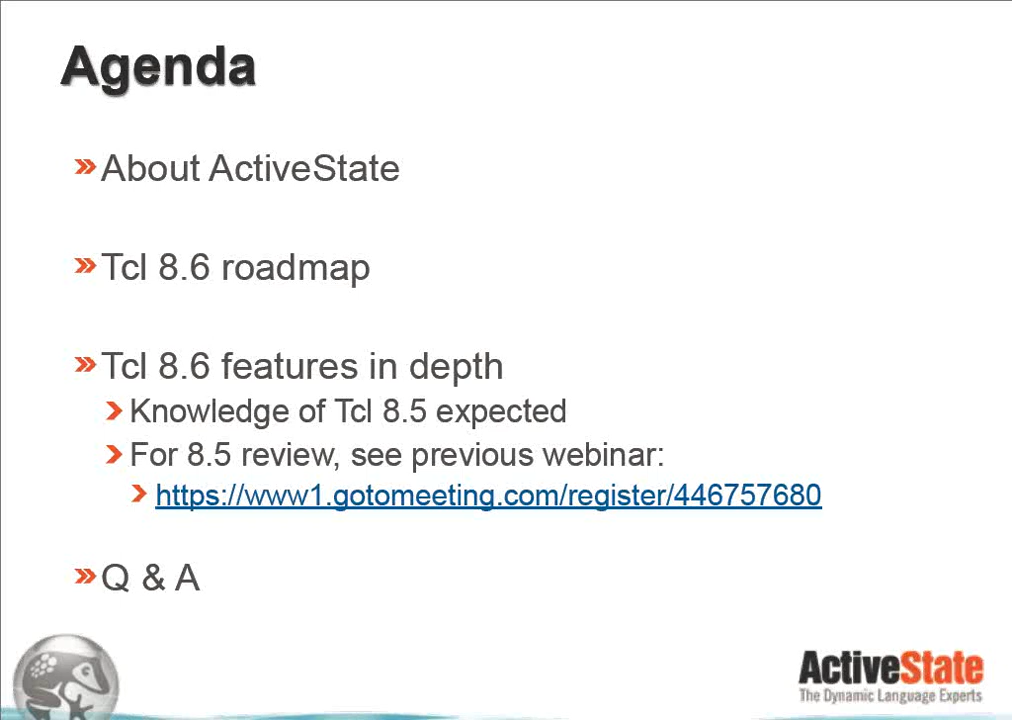 Agenda
About ActiveState
Tcl 8.6 roadmap
Tcl 8.6 features in depth
Knowledge of Tcl 8.5 expected
For 8.5 review, see previous webinar:
https://www1.gotomeeting.com/register/446757680
Q & A
ActiveState
The Dynamic Language Experts